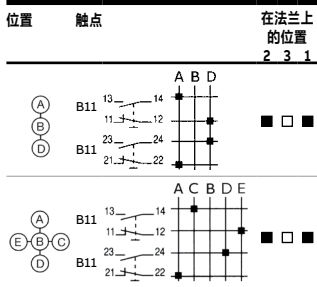 位置 触点 在法兰上
的位置
2 3 1
A B D
A
B
D
B11 13 14
11 12
B11 23 24
21 22
A C B D E
A
E B C
D
B11 13 14
11 12
B11 23 24
21 22